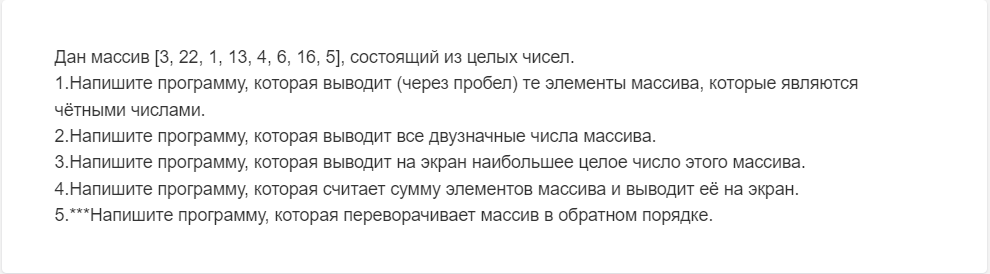 Дан массив [3, 22, 1, 13, 4, 6, 16, 5], состоящий из целых чисел.
1.Напишите программу, которая выводит (через пробел) те элементы массива, которые являются
чётными числами.
2.Напишите программу, которая выводит все двузначные числа массива.
3.Напишите программу, которая выводит на экран наибольшее целое число этого массива.
4.Напишите программу, которая считает сумму элементов массива и выводит её на экран.
5.***Напишите программу, которая переворачивает массив в обратном порядке.